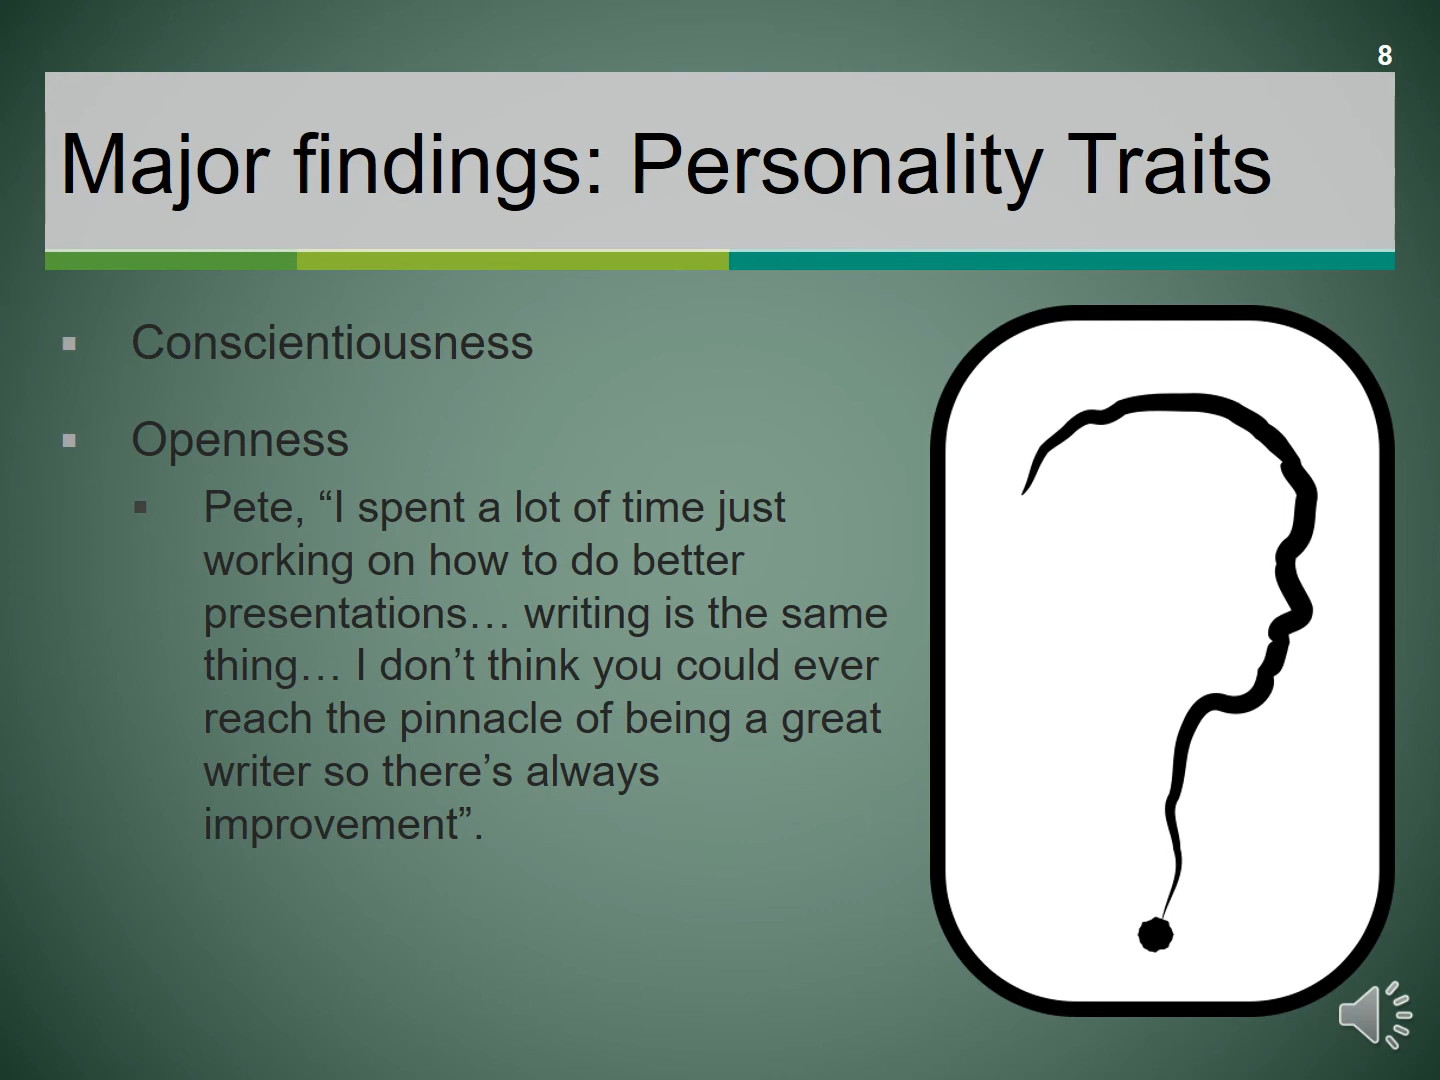 8
Major findings: Personality Traits
Conscientiousness
Openness
Pete, “I spent a lot of time just
working on how to do better
presentations… writing is the same
thing… I don’t think you could ever
reach the pinnacle of being a great
writer so there’s always
improvement”.